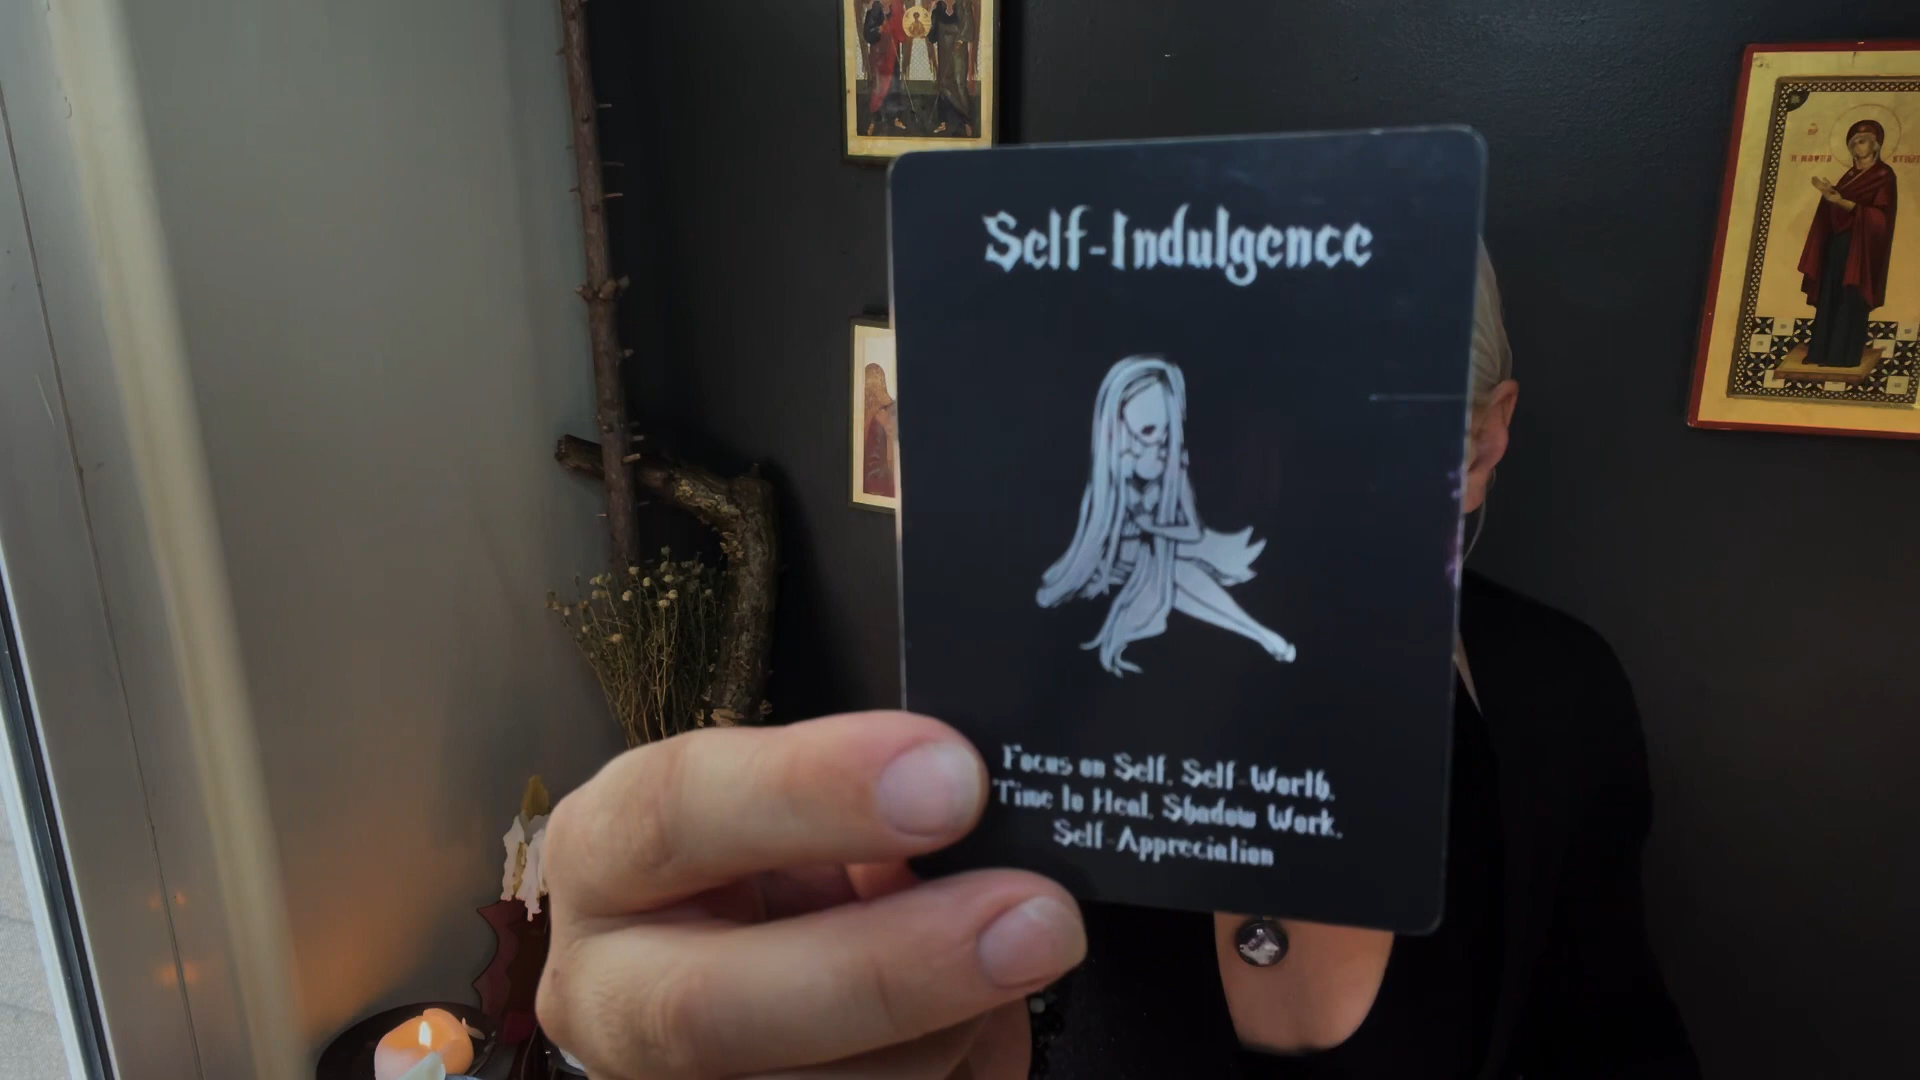 Self-Indulgence
Focus on Self, Self-Worth,
Time to Heal, Shadow Work,
Self-Appreciation